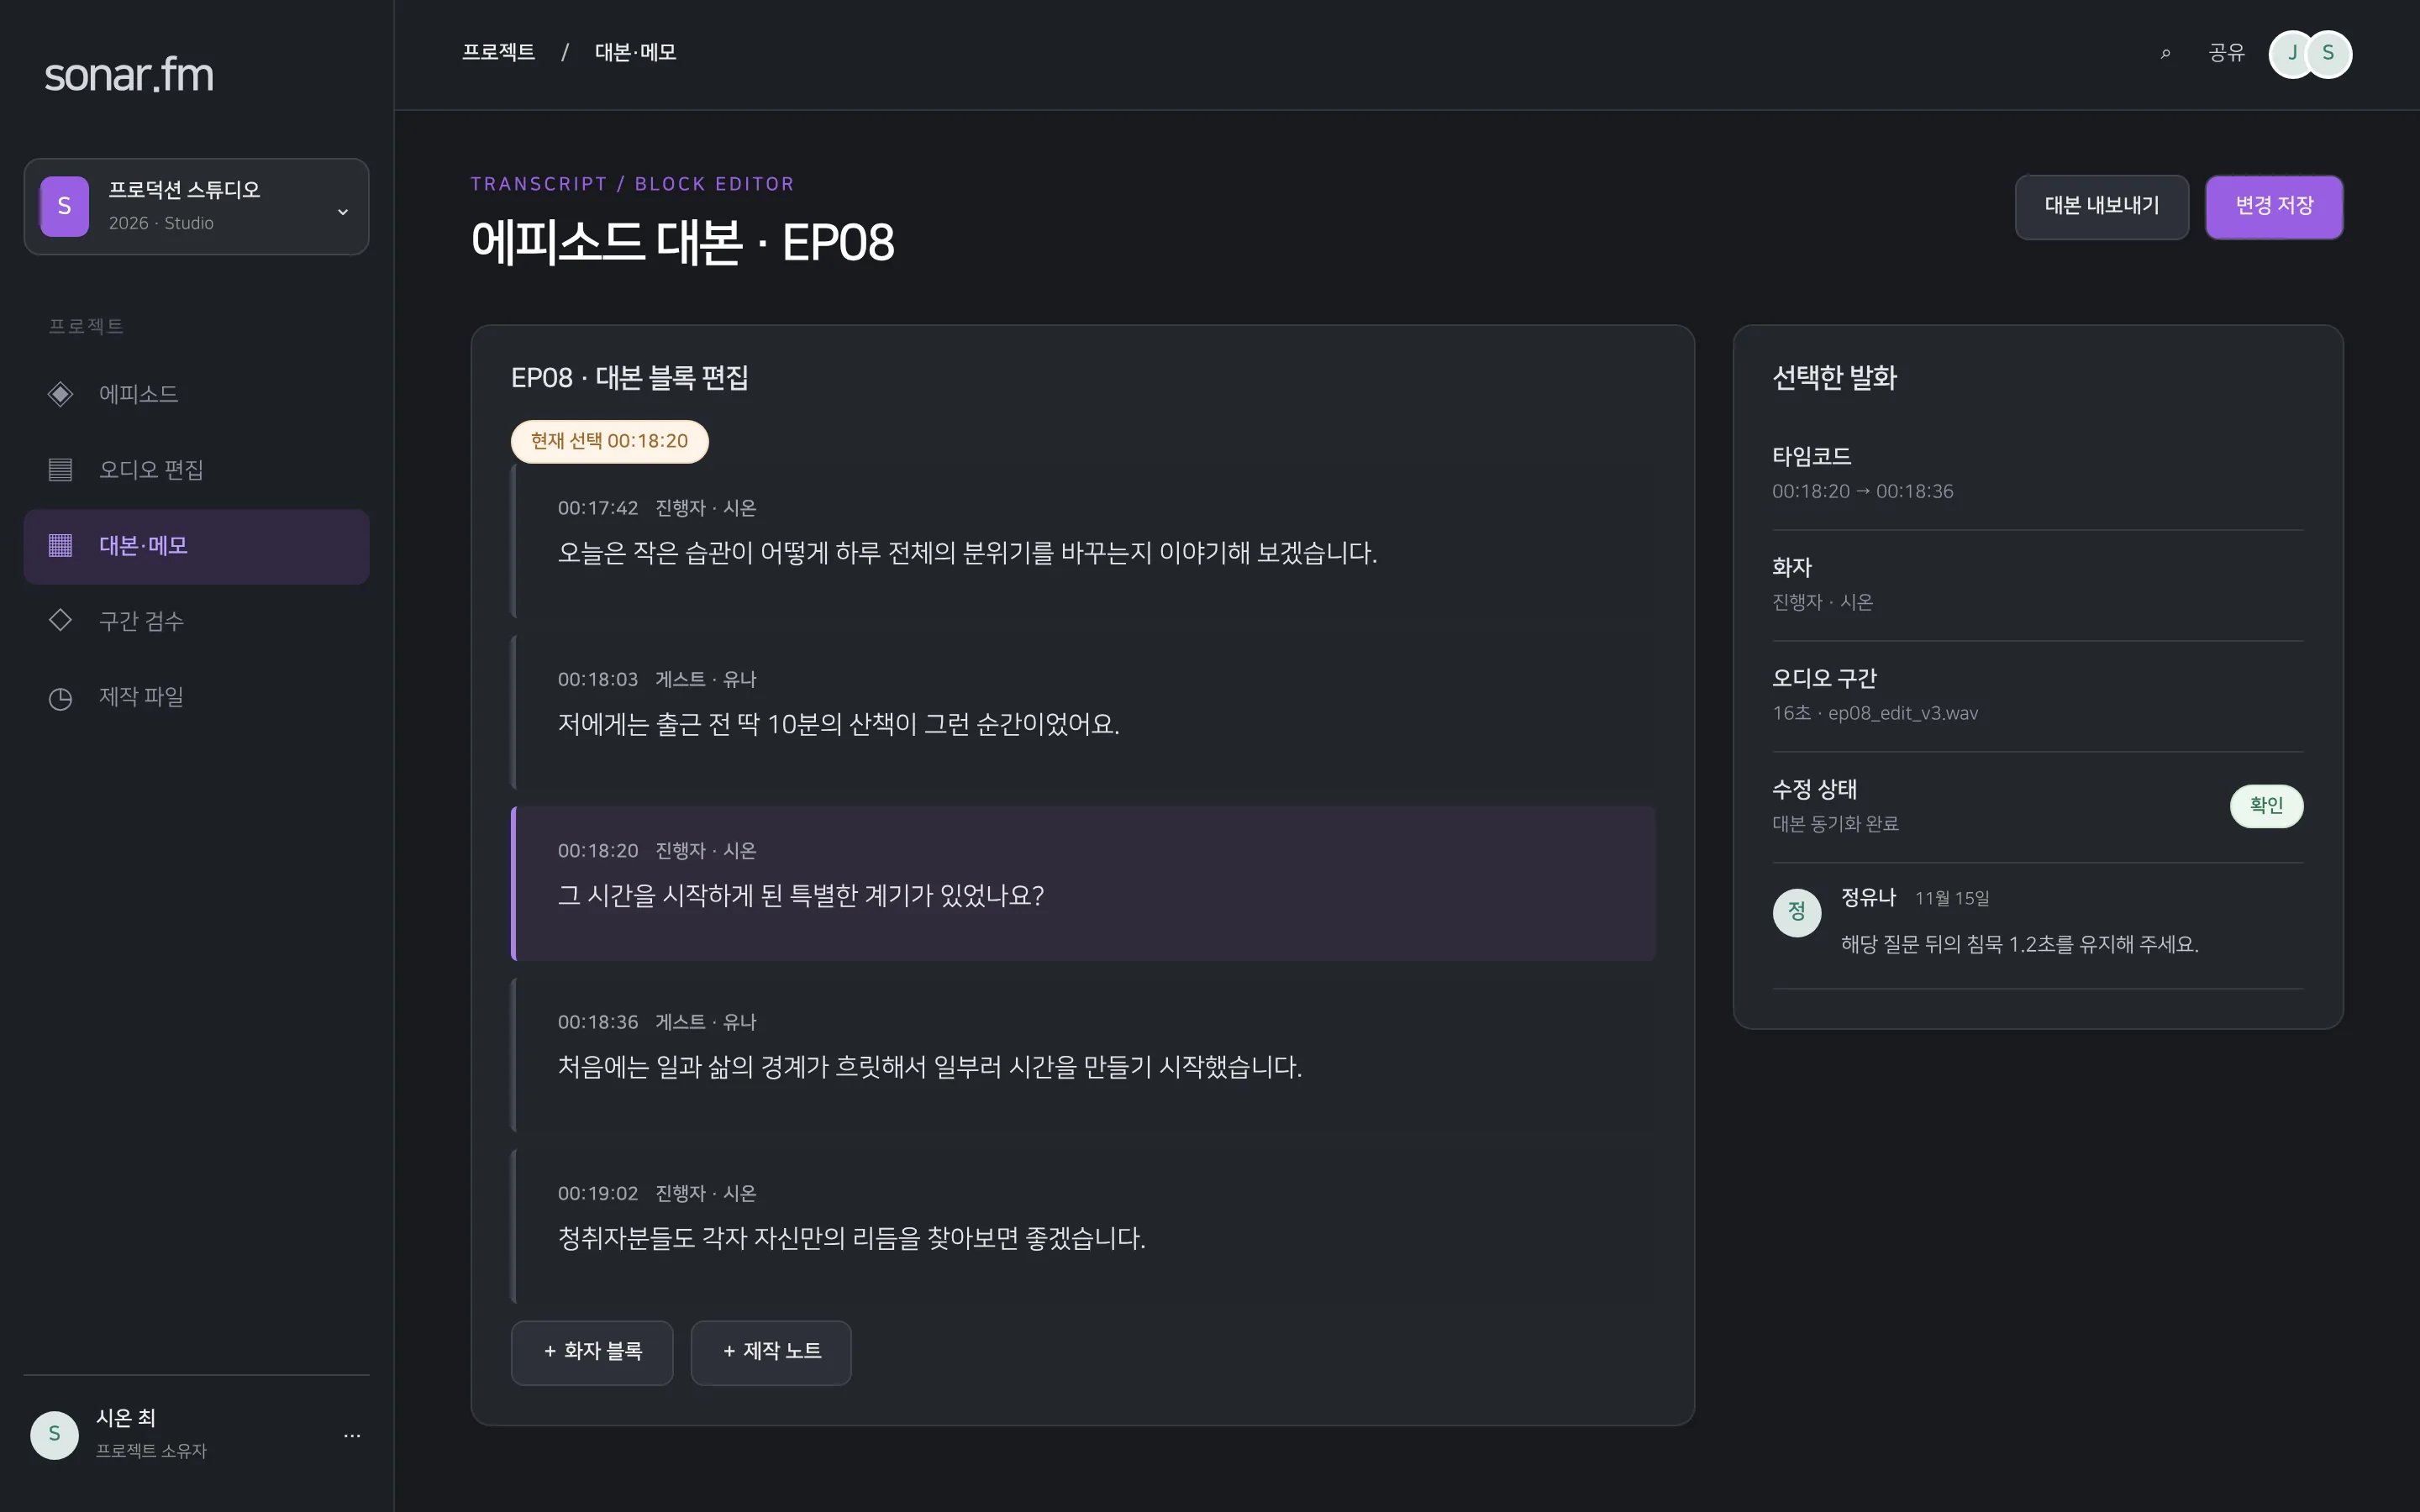 sonar.fm
S
프로덕션 스튜디오
2026 · Studio
프로젝트
에피소드
오디오 편집
대본·메모
구간 검수
제작 파일
S
시온 최
프로젝트 소유자
...
프로젝트 / 대본·메모
공유
J
S
TRANSCRIPT / BLOCK EDITOR
에피소드 대본 · EP08
대본 내보내기
변경 저장
EP08 · 대본 블록 편집
현재 선택 00:18:20
00:17:42 진행자 · 시온
오늘은 작은 습관이 어떻게 하루 전체의 분위기를 바꾸는지 이야기해 보겠습니다.
00:18:03 게스트 · 유나
저에게는 출근 전 딱 10분의 산책이 그런 순간이었어요.
00:18:20 진행자 · 시온
그 시간을 시작하게 된 특별한 계기가 있었나요?
00:18:36 게스트 · 유나
처음에는 일과 삶의 경계가 흐릿해서 일부러 시간을 만들기 시작했습니다.
00:19:02 진행자 · 시온
청취자분들도 각자 자신만의 리듬을 찾아보면 좋겠습니다.
+ 화자 블록
+ 제작 노트
선택한 발화
타임코드
00:18:20 → 00:18:36
화자
진행자 · 시온
오디오 구간
16초 · ep08_edit_v3.wav
수정 상태
대본 동기화 완료
확인
정
정유나 11월 15일
해당 질문 뒤의 침묵 1.2초를 유지해 주세요.